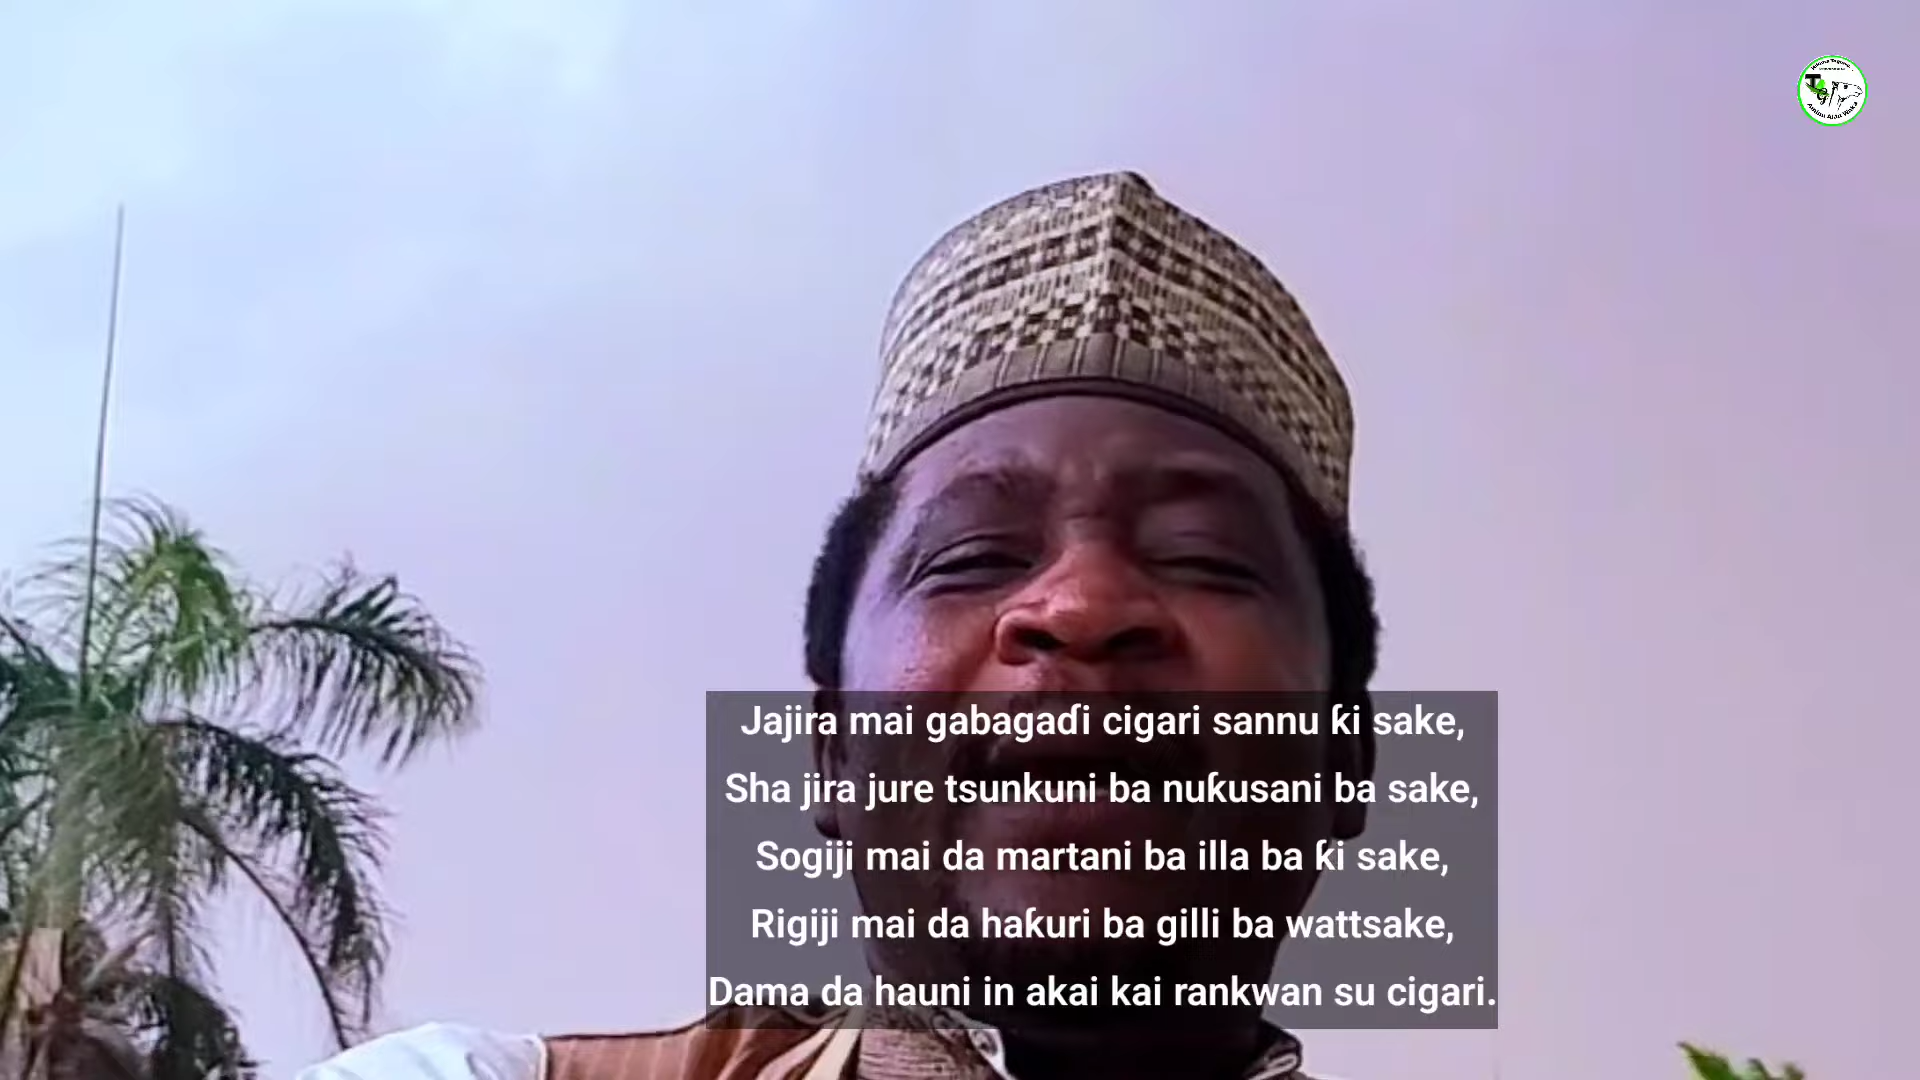 Jajira mai gabagaɗi cigari sannu ƙi sake,
Sha jira jure tsunkuni ba nuƙusani ba sake,
Sogiji mai da martani ba illa ba ƙi sake,
Rigiji mai da haƙuri ba gilli ba wattsake,
Dama da hauni in akai kai rankwan su cigari.